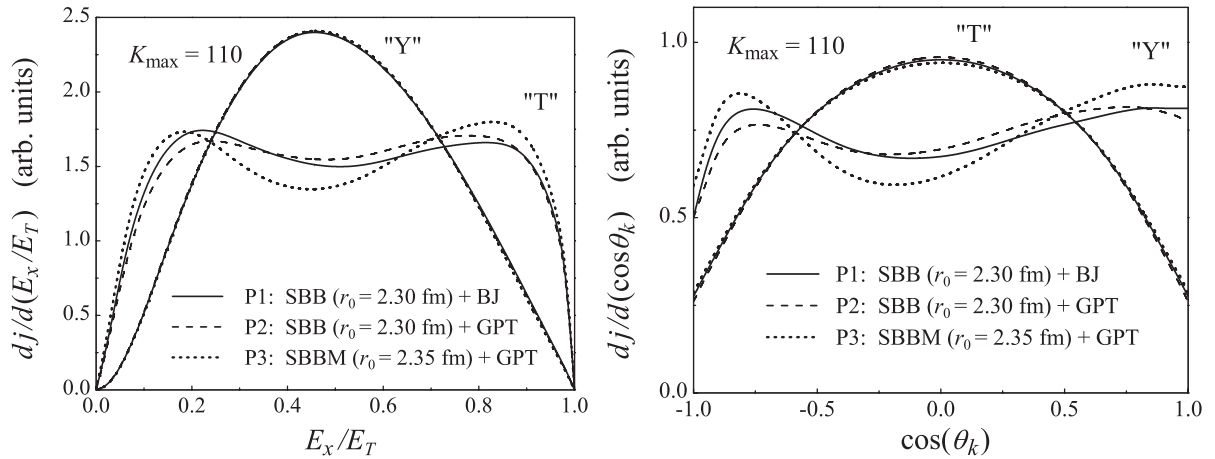 2.5
2.0
1.5
1.0
0.5
0.0
dj/d(E_x/E_T) (arb. units)
K_max = 110
"Y"
"T"
P1: SBB (r_0 = 2.30 fm) + BJ
P2: SBB (r_0 = 2.30 fm) + GPT
P3: SBBM (r_0 = 2.35 fm) + GPT
0.0 0.2 0.4 0.6 0.8 1.0
E_x/E_T
1.0
0.5
0.0
dj/d(cosθ_k) (arb. units)
K_max = 110
"T"
"Y"
P1: SBB (r_0 = 2.30 fm) + BJ
P2: SBB (r_0 = 2.30 fm) + GPT
P3: SBBM (r_0 = 2.35 fm) + GPT
-1.0 -0.5 0.0 0.5 1.0
cos(θ_k)